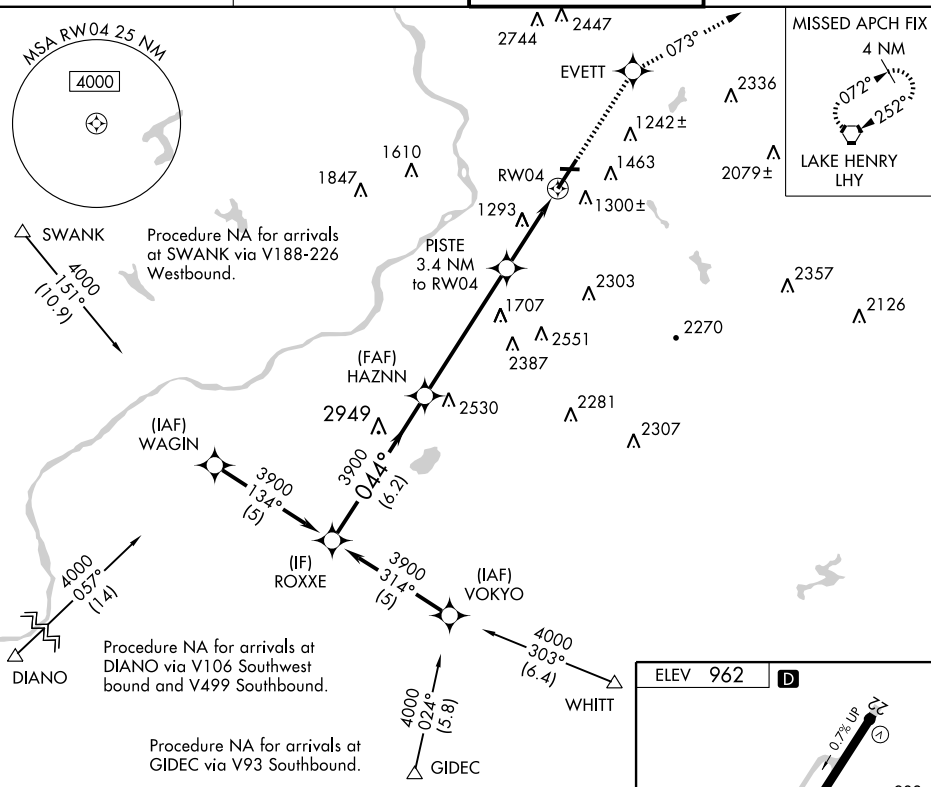 MSA RW04 25 NM
4000
2744
2447
073°
MISSED APCH FIX
4 NM
072°
252°
LAKE HENRY
LHY
EVETT
2336
1242±
2079±
1610
1847
1463
RW04
1300±
1293
SWANK
4000
151°
(10.9)
Procedure NA for arrivals
at SWANK via V188-226
Westbound.
PISTE
3.4 NM
to RW04
2303
2357
2126
1707
2551
2387
2270
(FAF)
HAZNN
2530
2281
2307
2949
(IAF)
WAGIN
3900
134°
(5)
3900
044°
(6.2)
(IF)
ROXXE
3900
314°
(5)
(IAF)
VOKYO
4000
057°
(14)
DIANO
Procedure NA for arrivals at
DIANO via V106 Southwest
bound and V499 Southbound.
4000
303°
(6.4)
WHITT
4000
024°
(5.8)
GIDEC
Procedure NA for arrivals at
GIDEC via V93 Southbound.
ELEV 962
D
22
0.7% UP
V